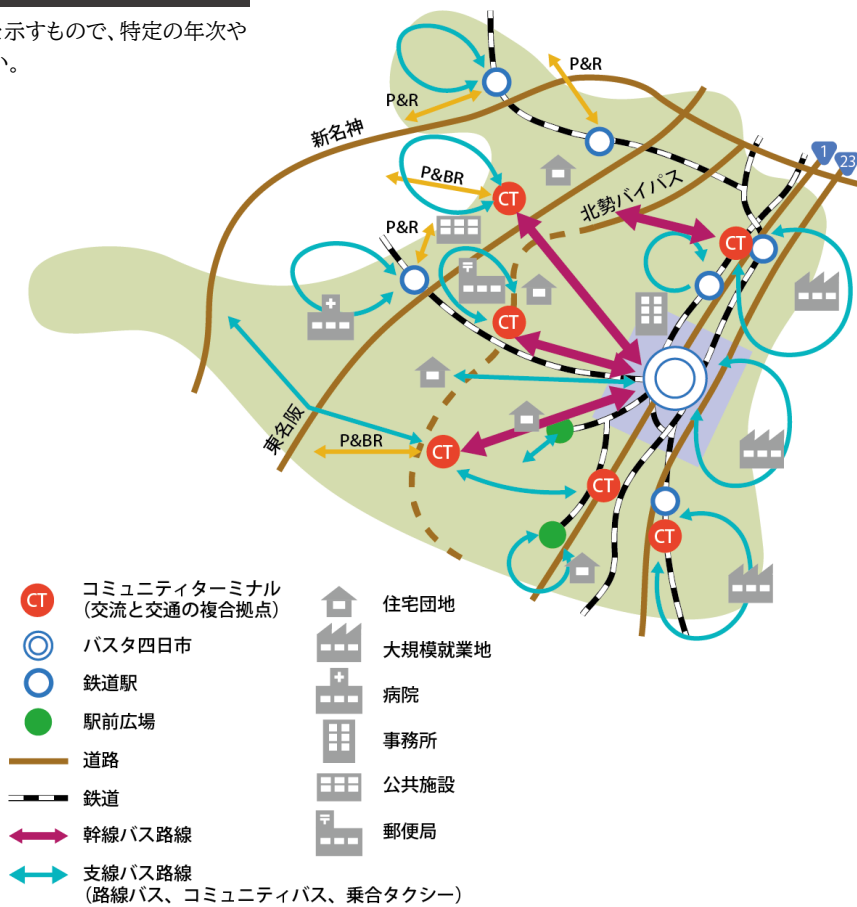 を示すもので、特定の年次や
い。
P&R
P&R
新名神
1
23
P&BR
CT
北勢バイパス
P&R
CT
CT
東名阪
P&BR
CT
CT
CT
CT
コミュニティターミナル
(交流と交通の複合拠点)
バスタ四日市
鉄道駅
駅前広場
道路
鉄道
幹線バス路線
支線バス路線
(路線バス、コミュニティバス、乗合タクシー)
住宅団地
大規模就業地
病院
事務所
公共施設
郵便局